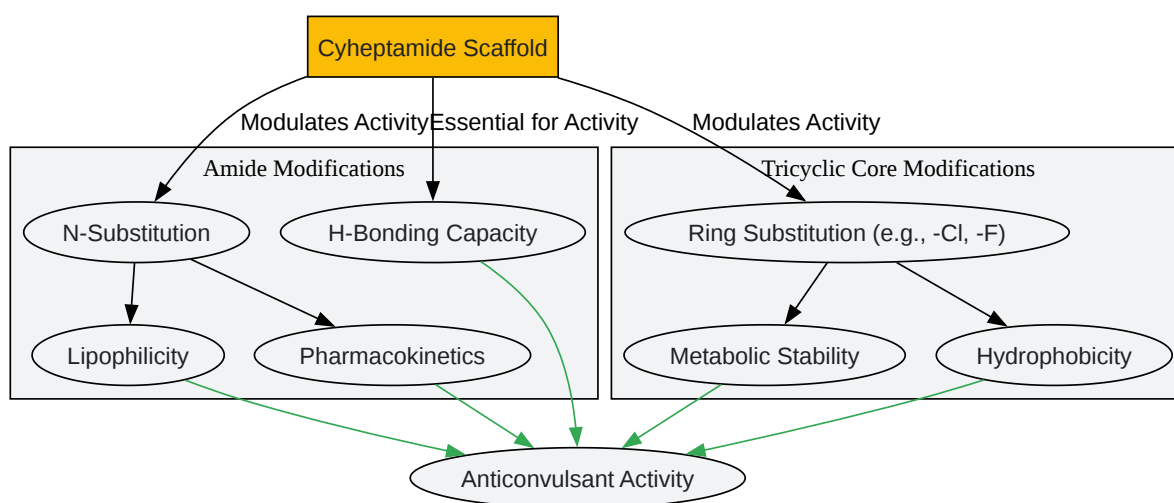 Cyheptamide Scaffold
Modulates Activity
Essential for Activity
Modulates Activity
Amide Modifications
Tricyclic Core Modifications
N-Substitution
H-Bonding Capacity
Ring Substitution (e.g., -Cl, -F)
Lipophilicity
Pharmacokinetics
Metabolic Stability
Hydrophobicity
Anticonvulsant Activity